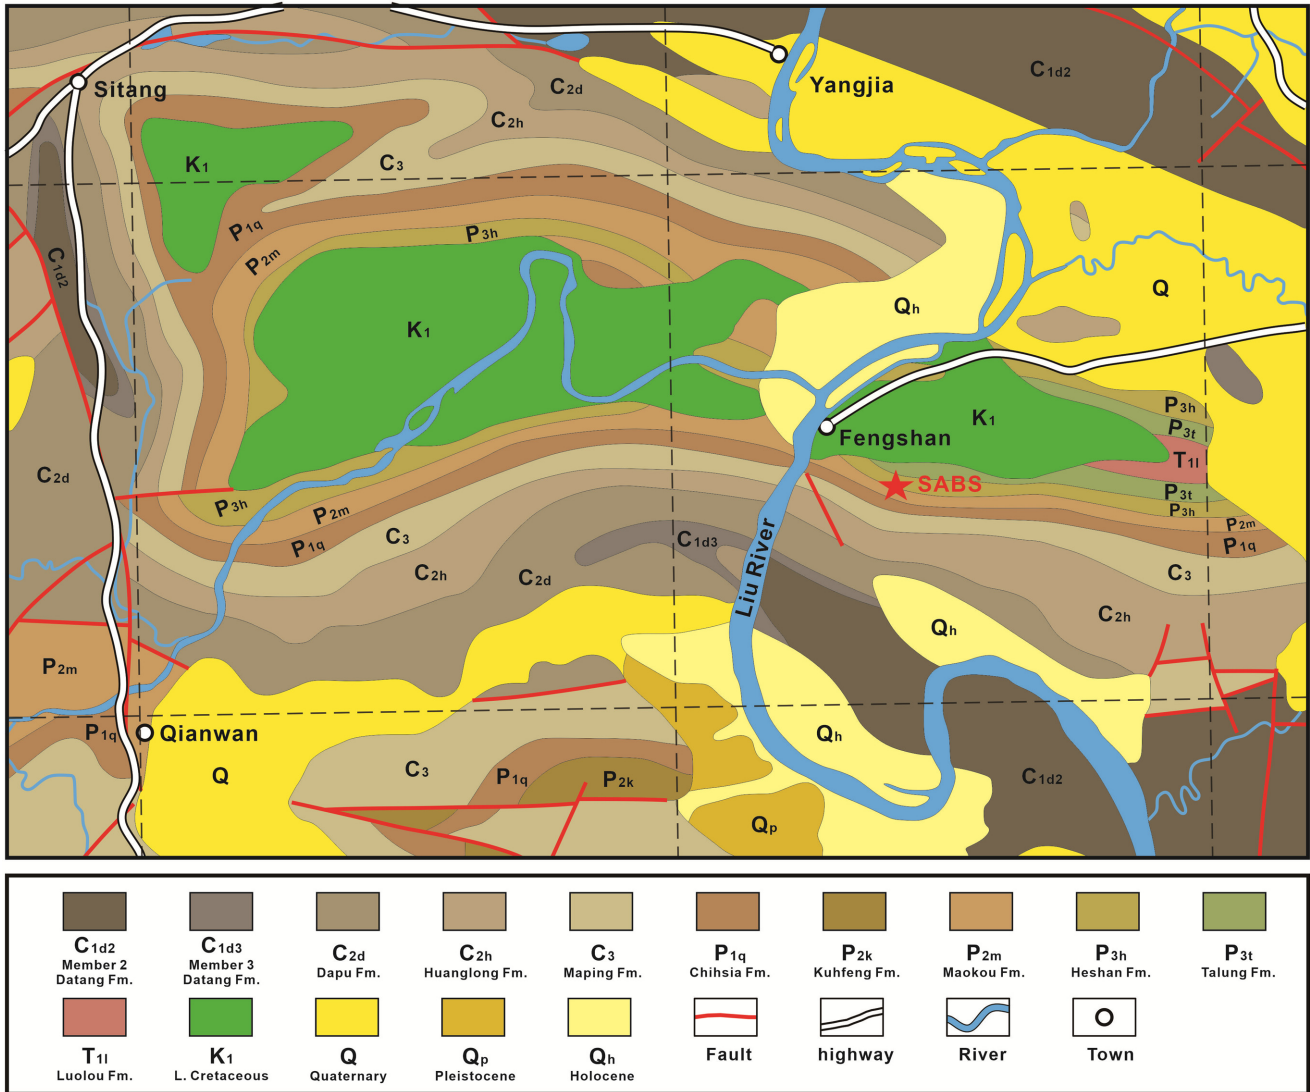 C1d2
Yangjia
C2d
Sitang
C2h
K1
C3
P1q
P3h
P2m
C1d2
Q
Qh
K1
P3h
K1
P3t
Fengshan
T1l
C2d
SABS
P3t
P3h
P3h
P2m
P2m
C3
P1q
P1q
C1d3
C3
C2h
C2d
Liu River
C2h
Qh
P2m
P1q
Qianwan
Qh
C3
P1q
P2k
Q
C1d2
Qp
C1d2 C1d3 C2d C2h C3 P1q P2k P2m P3h P3t
Member 2 Member 3 Dapu Fm. Huanglong Fm. Maping Fm. Chihsia Fm. Kuhfeng Fm. Maokou Fm. Heshan Fm. Talung Fm.
Datang Fm. Datang Fm.
T1l K1 Q Qp Qh Fault highway River Town
Luolou Fm. L. Cretaceous Quaternary Pleistocene Holocene